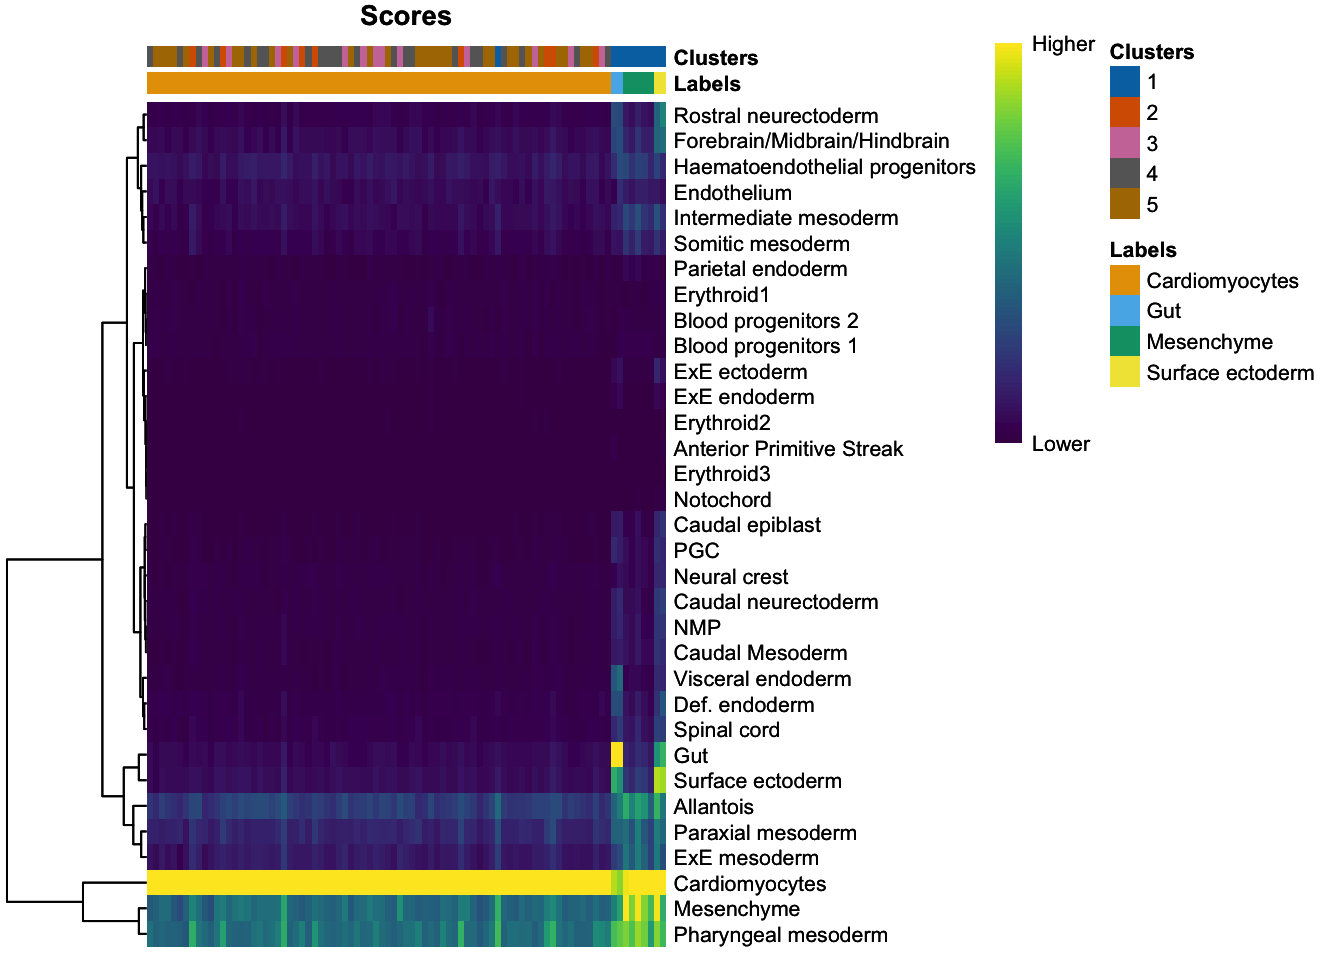 Scores
Clusters
Labels
Rostral neurectoderm
Forebrain/Midbrain/Hindbrain
Haematoendothelial progenitors
Endothelium
Intermediate mesoderm
Somitic mesoderm
Parietal endoderm
Erythroid1
Blood progenitors 2
Blood progenitors 1
ExE ectoderm
ExE endoderm
Erythroid2
Anterior Primitive Streak
Erythroid3
Notochord
Caudal epiblast
PGC
Neural crest
Caudal neurectoderm
NMP
Caudal Mesoderm
Visceral endoderm
Def. endoderm
Spinal cord
Gut
Surface ectoderm
Allantois
Paraxial mesoderm
ExE mesoderm
Cardiomyocytes
Mesenchyme
Pharyngeal mesoderm
Higher
Lower
Clusters
1
2
3
4
5
Labels
Cardiomyocytes
Gut
Mesenchyme
Surface ectoderm